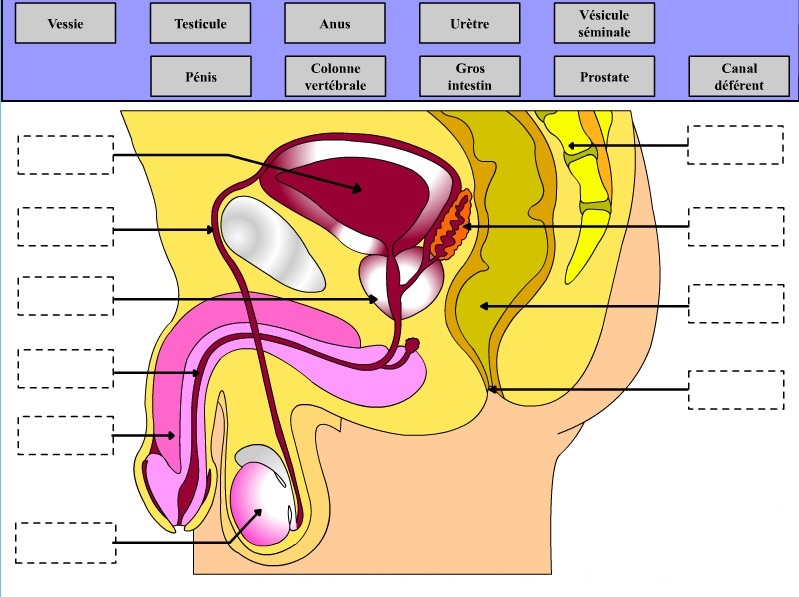 Vessie
Testicule
Anus
Urètre
Vésicule
séminale
Pénis
Colonne
vertébrale
Gros
intestin
Prostate
Canal
déférent